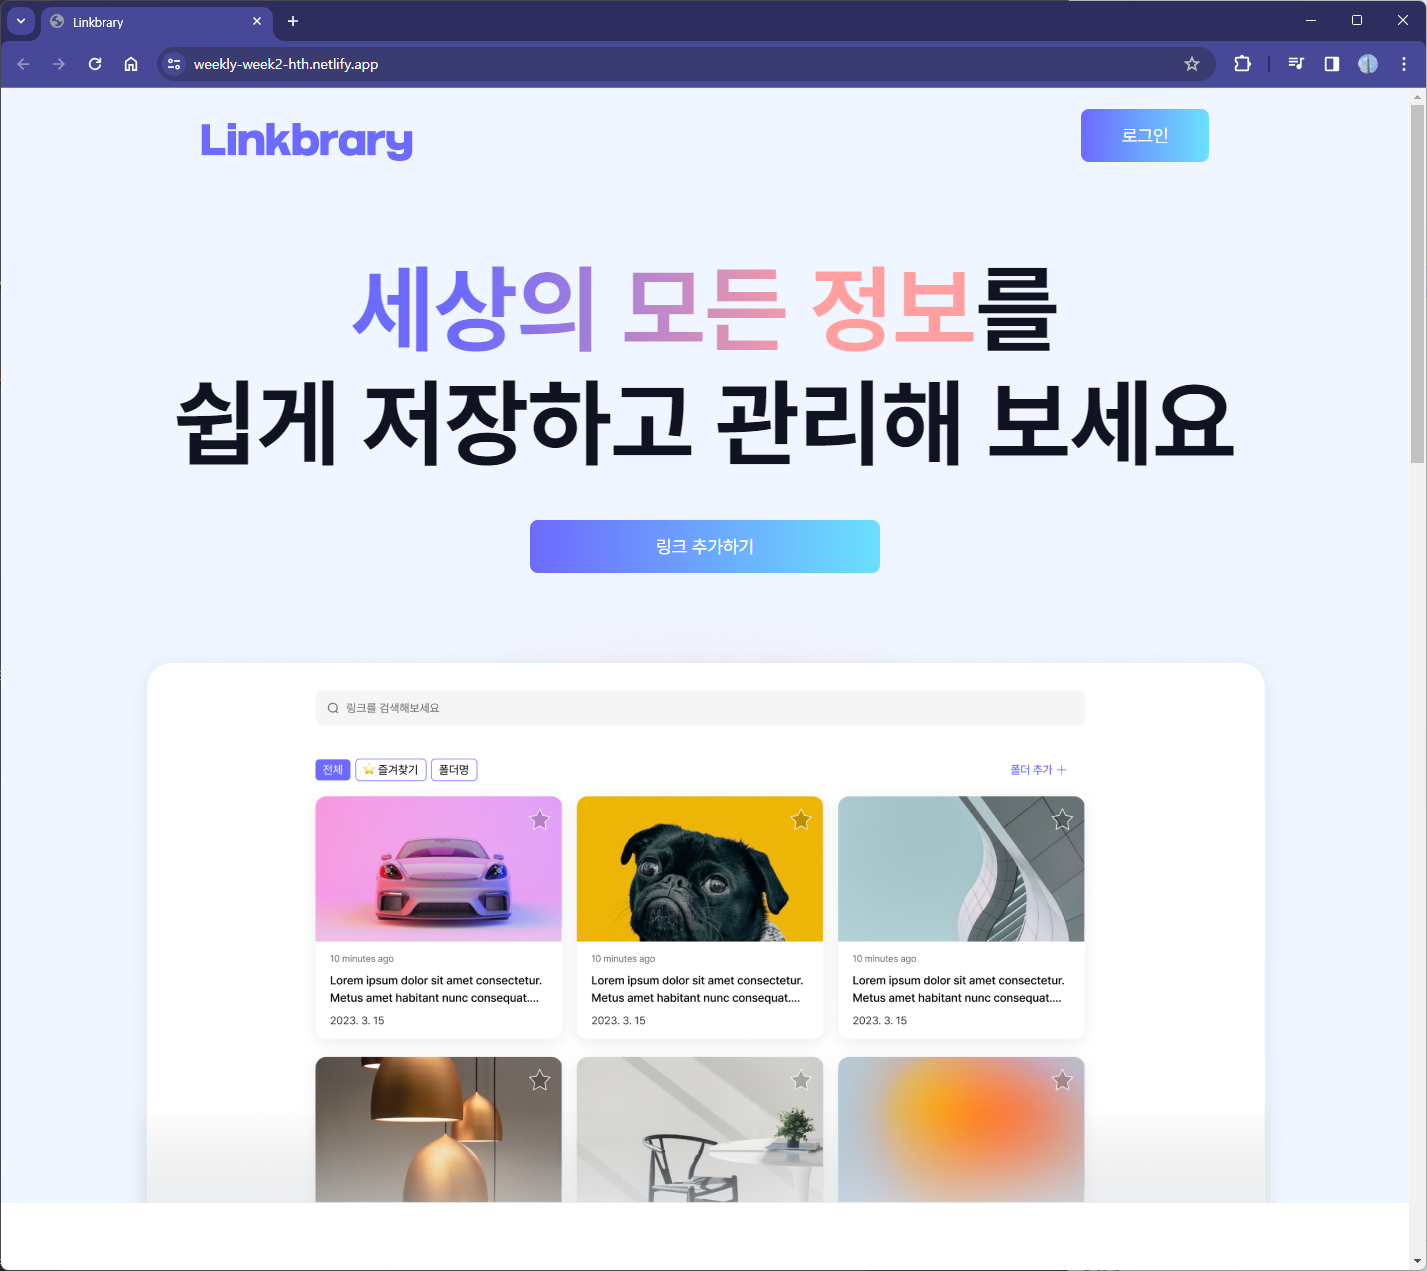 Linkbrary
weekly-week2-hth.netlify.app
Linkbrary
로그인
세상의 모든 정보를
쉽게 저장하고 관리해 보세요
링크 추가하기
링크를 검색해보세요
전체
⭐ 즐겨찾기
폴더명
폴더 추가 +
10 minutes ago
Lorem ipsum dolor sit amet consectetur.
Metus amet habitant nunc consequat....
2023. 3. 15
10 minutes ago
Lorem ipsum dolor sit amet consectetur.
Metus amet habitant nunc consequat....
2023. 3. 15
10 minutes ago
Lorem ipsum dolor sit amet consectetur.
Metus amet habitant nunc consequat....
2023. 3. 15